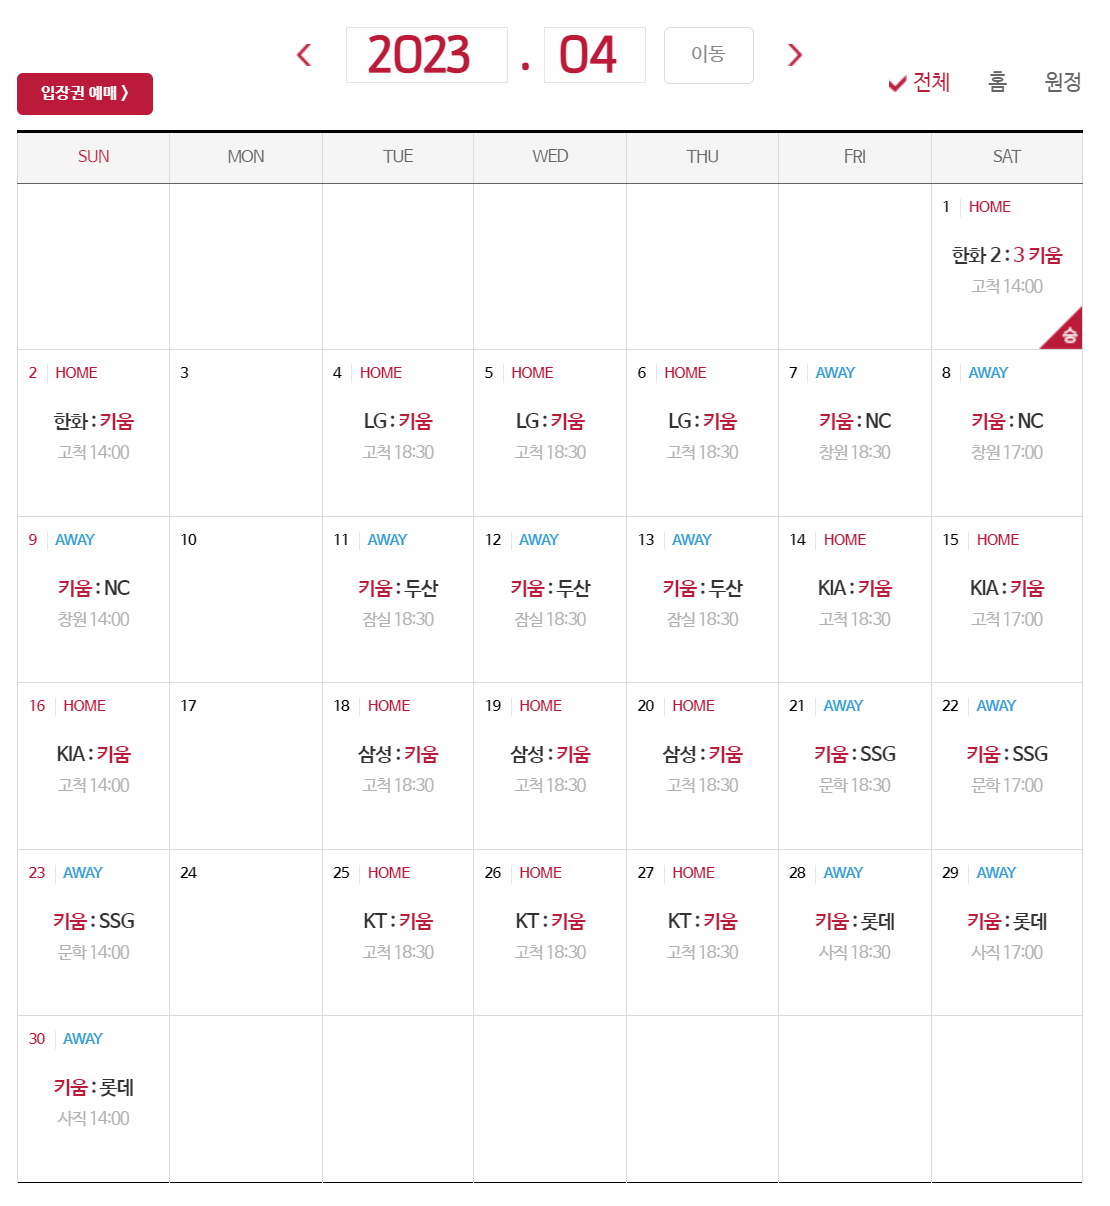 2023 . 04 이동
입장권 예매 〉
전체 홈 원정
SUN MON TUE WED THU FRI SAT
1 HOME
한화 2 : 3 키움
고척 14:00
승
2 HOME 3 4 HOME 5 HOME 6 HOME 7 AWAY 8 AWAY
한화 : 키움 LG : 키움 LG : 키움 LG : 키움 키움 : NC 키움 : NC
고척 14:00 고척 18:30 고척 18:30 고척 18:30 창원 18:30 창원 17:00
9 AWAY 10 11 AWAY 12 AWAY 13 AWAY 14 HOME 15 HOME
키움 : NC 키움 : 두산 키움 : 두산 키움 : 두산 KIA : 키움 KIA : 키움
창원 14:00 잠실 18:30 잠실 18:30 잠실 18:30 고척 18:30 고척 17:00
16 HOME 17 18 HOME 19 HOME 20 HOME 21 AWAY 22 AWAY
KIA : 키움 삼성 : 키움 삼성 : 키움 삼성 : 키움 키움 : SSG 키움 : SSG
고척 14:00 고척 18:30 고척 18:30 고척 18:30 문학 18:30 문학 17:00
23 AWAY 24 25 HOME 26 HOME 27 HOME 28 AWAY 29 AWAY
키움 : SSG KT : 키움 KT : 키움 KT : 키움 키움 : 롯데 키움 : 롯데
문학 14:00 고척 18:30 고척 18:30 고척 18:30 사직 18:30 사직 17:00
30 AWAY
키움 : 롯데
사직 14:00